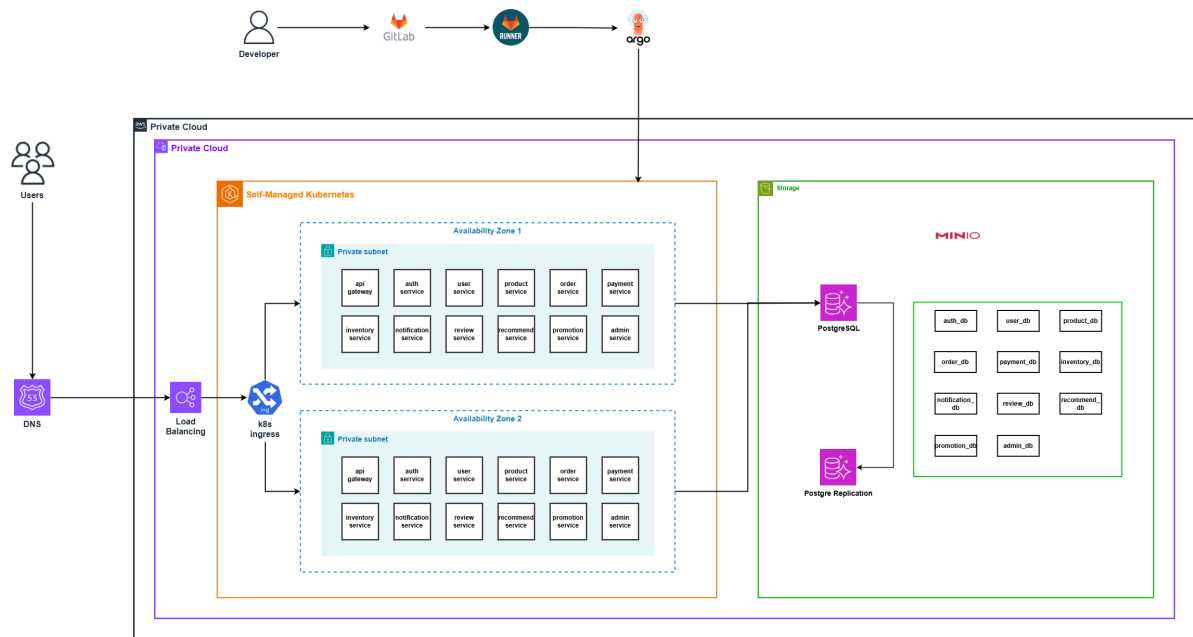 GitLab
RUNNER
argo
Developer
aws
Private Cloud
Private Cloud
Users
Self-Managed Kubernetes
Storage
Availability Zone 1
Private subnet
MINIO
api
gateway
auth
serrvice
user
service
product
service
order
service
payment
service
inventory
service
notification
service
review
service
recommend
service
promotion
service
admin
service
PostgreSQL
auth_db
user_db
product_db
order_db
payment_db
inventory_db
notification_
db
review_db
recommend_
db
promotion_db
admin_db
53
DNS
Load
Balancing
ing
k8s
ingress
Availability Zone 2
Private subnet
api
gateway
auth
serrvice
user
service
product
service
order
service
payment
service
inventory
service
notification
service
review
service
recommend
service
promotion
service
admin
service
Postgre Replication